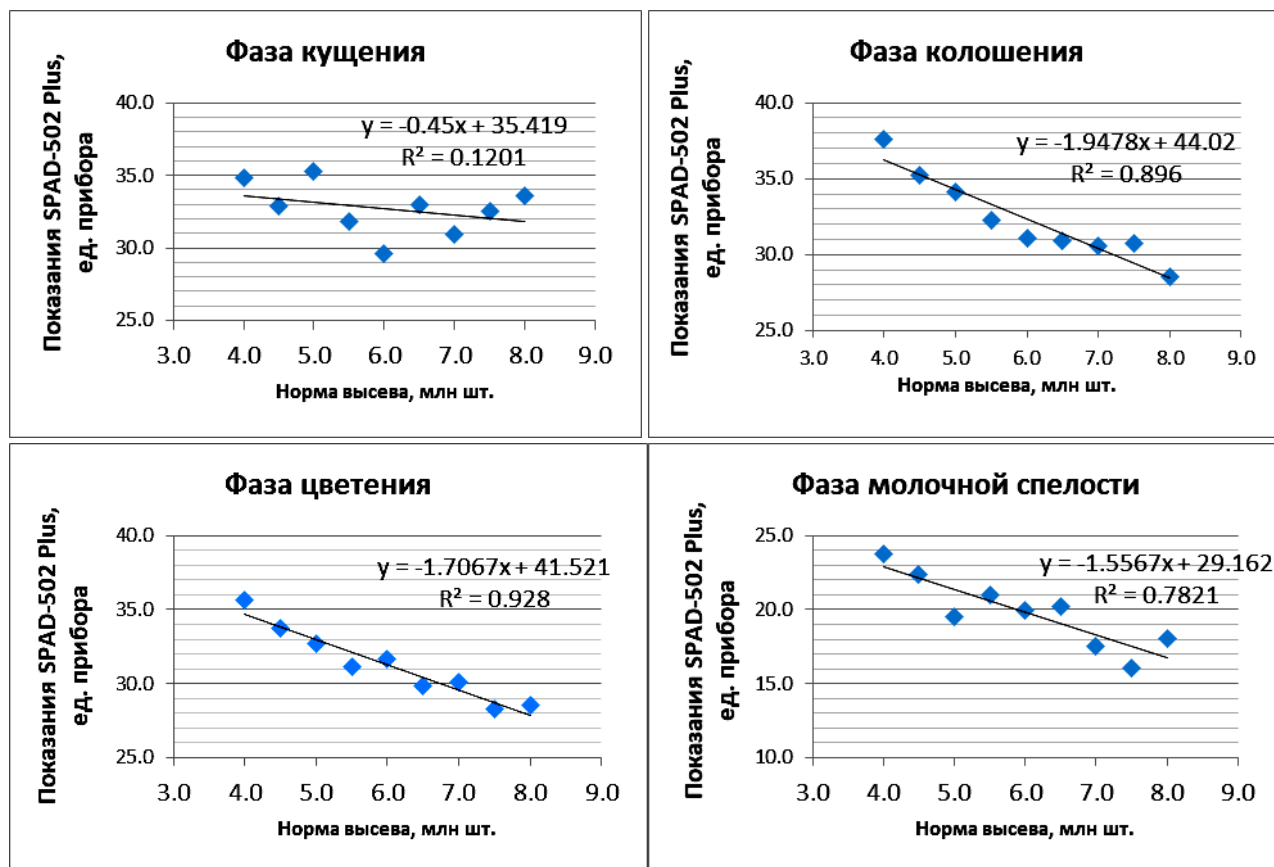 Фаза кущения
Показания SPAD-502 Plus,
ед. прибора
40.0
35.0
30.0
25.0
y = -0.45x + 35.419
R² = 0.1201
3.0 4.0 5.0 6.0 7.0 8.0 9.0
Норма высева, млн шт.
Фаза колошения
Показания SPAD-502 Plus,
ед. прибора
40.0
35.0
30.0
25.0
y = -1.9478x + 44.02
R² = 0.896
3.0 4.0 5.0 6.0 7.0 8.0 9.0
Норма высева, млн шт.
Фаза цветения
Показания SPAD-502 Plus,
ед. прибора
40.0
35.0
30.0
25.0
y = -1.7067x + 41.521
R² = 0.928
3.0 4.0 5.0 6.0 7.0 8.0 9.0
Норма высева, млн шт.
Фаза молочной спелости
Показания SPAD-502 Plus,
ед. прибора
25.0
20.0
15.0
10.0
y = -1.5567x + 29.162
R² = 0.7821
3.0 4.0 5.0 6.0 7.0 8.0 9.0
Норма высева, млн шт.